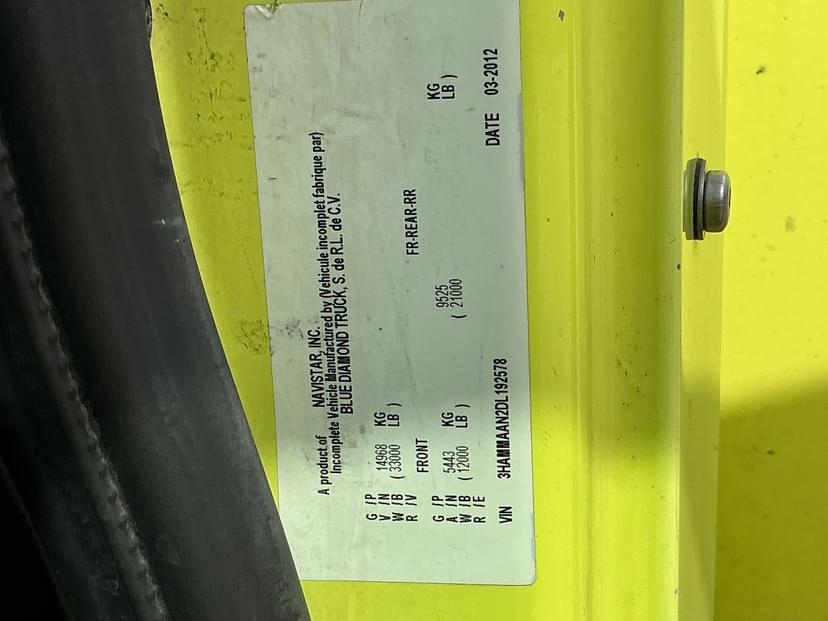 A product of NAVISTAR, INC.
Incomplete Vehicle Manufactured by (Vehicule incomplet fabrique par)
BLUE DIAMOND TRUCK, S. de R.L. de C.V.
G /P 14968 KG
V /N ( 33000 LB )
W /B
R /V FRONT FR-REAR-RR
G /P 5443 KG 9525 KG
A /N ( 12000 LB ) ( 21000 LB )
W /B
R /E
VIN 3HAMMAAN2DL192578 DATE 03-2012